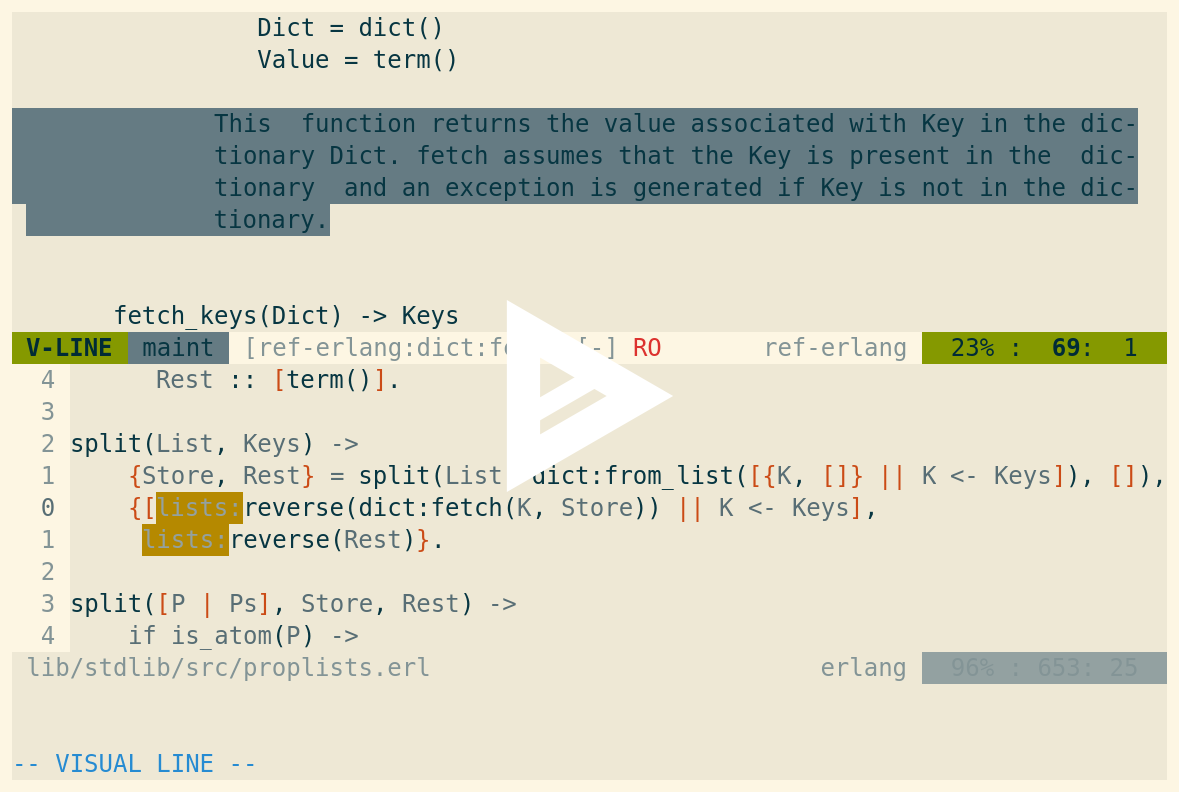 Dict = dict()
Value = term()
This  function returns the value associated with Key in the dic-
tionary Dict. fetch assumes that the Key is present in the  dic-
tionary  and an exception is generated if Key is not in the dic-
tionary.
fetch_keys(Dict) -> Keys
V-LINE maint [ref-erlang:dict:fe [-] RO ref-erlang 23% : 69: 1
4 Rest :: [term()].
3
2 split(List, Keys) ->
1 {Store, Rest} = split(List dict:from_list([{K, []} || K <- Keys]), []),
0 {[lists:reverse(dict:fetch(K, Store)) || K <- Keys],
1 lists:reverse(Rest)}.
2
3 split([P | Ps], Store, Rest) ->
4 if is_atom(P) ->
lib/stdlib/src/proplists.erl erlang 96% : 653: 25
-- VISUAL LINE --